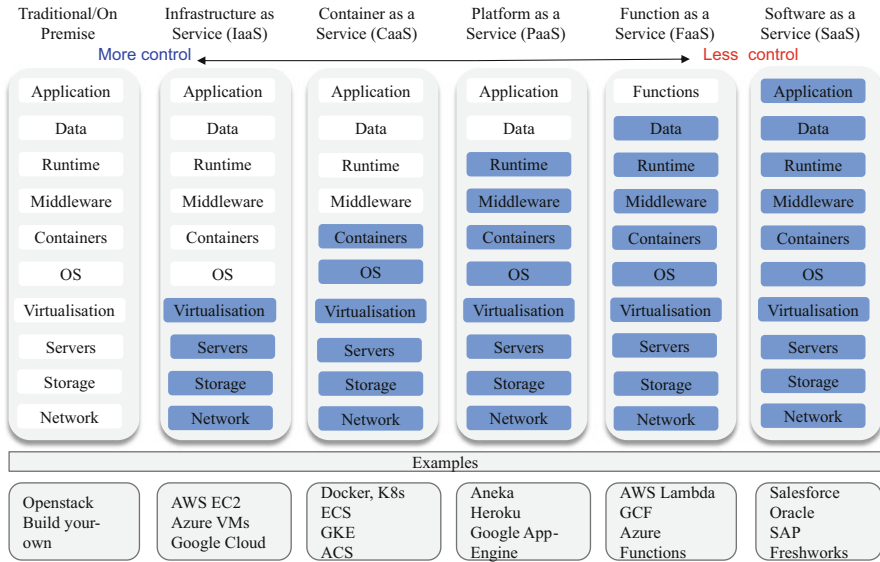 Traditional/On
Premise
Infrastructure as
Service (IaaS)
Container as a
Service (CaaS)
Platform as a
Service (PaaS)
Function as a
Service (FaaS)
Software as a
Service (SaaS)
More control
Less control
Application
Data
Runtime
Middleware
Containers
OS
Virtualisation
Servers
Storage
Network
Application
Data
Runtime
Middleware
Containers
OS
Virtualisation
Servers
Storage
Network
Application
Data
Runtime
Middleware
Containers
OS
Virtualisation
Servers
Storage
Network
Application
Data
Runtime
Middleware
Containers
OS
Virtualisation
Servers
Storage
Network
Functions
Data
Runtime
Middleware
Containers
OS
Virtualisation
Servers
Storage
Network
Application
Data
Runtime
Middleware
Containers
OS
Virtualisation
Servers
Storage
Network
Examples
Openstack
Build your-
own
AWS EC2
Azure VMs
Google Cloud
Docker, K8s
ECS
GKE
ACS
Aneka
Heroku
Google App-
Engine
AWS Lambda
GCF
Azure
Functions
Salesforce
Oracle
SAP
Freshworks